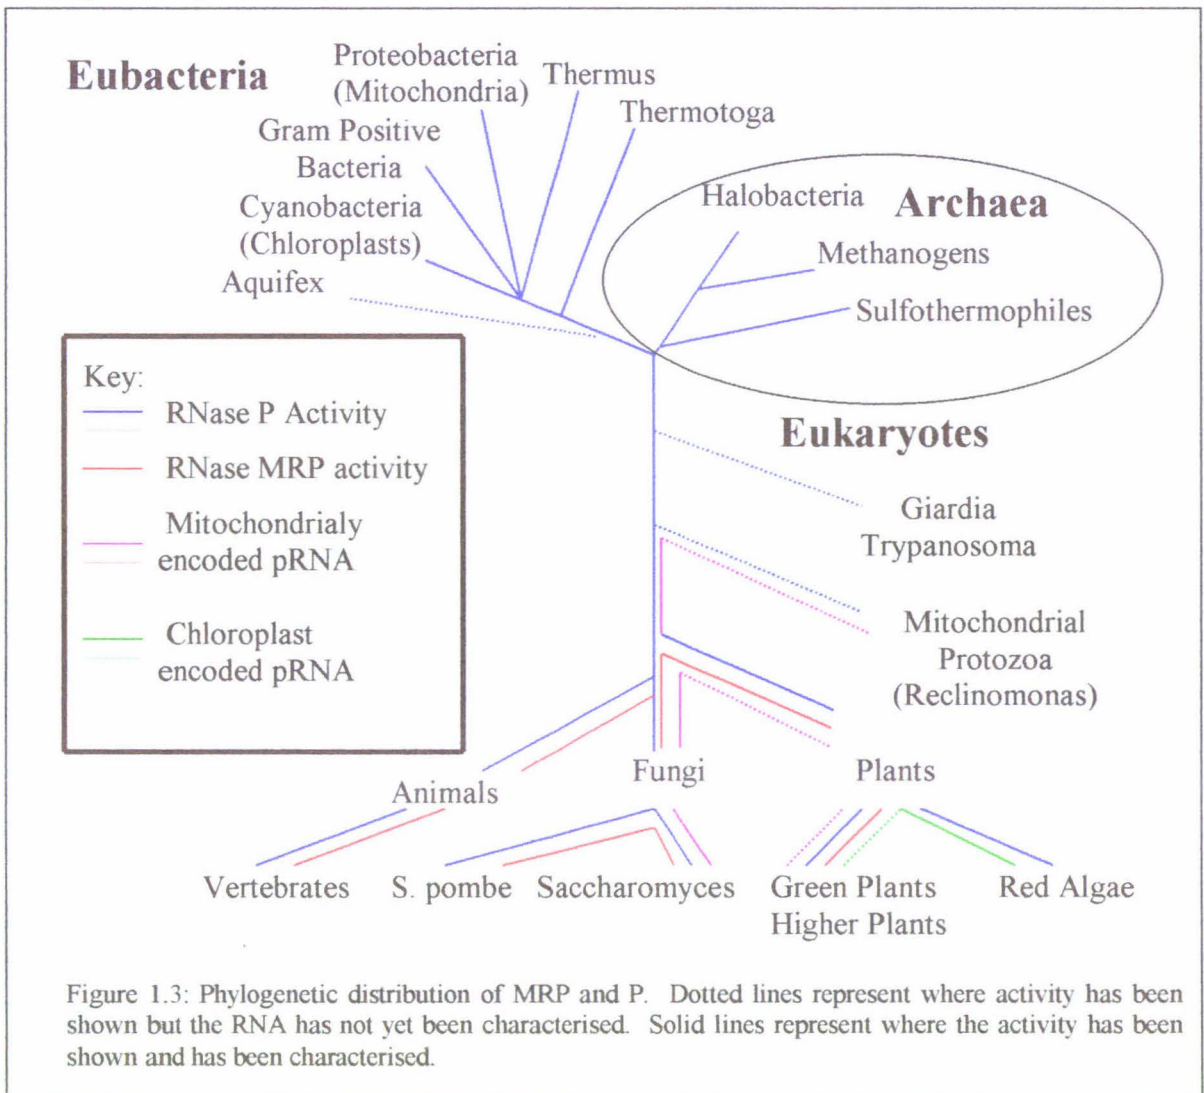 Eubacteria
Proteobacteria
(Mitochondria)
Thermus
Thermotoga
Gram Positive
Bacteria
Cyanobacteria
(Chloroplasts)
Aquifex
Halobacteria
Archaea
Methanogens
Sulfothermophiles
Key:
RNase P Activity
RNase MRP activity
Mitochondrialy
encoded pRNA
Chloroplast
encoded pRNA
Eukaryotes
Giardia
Trypanosoma
Mitochondrial
Protozoa
(Reclinomonas)
Animals
Fungi
Plants
Vertebrates
S. pombe
Saccharomyces
Green Plants
Higher Plants
Red Algae
Figure 1.3: Phylogenetic distribution of MRP and P. Dotted lines represent where activity has been
shown but the RNA has not yet been characterised. Solid lines represent where the activity has been
shown and has been characterised.